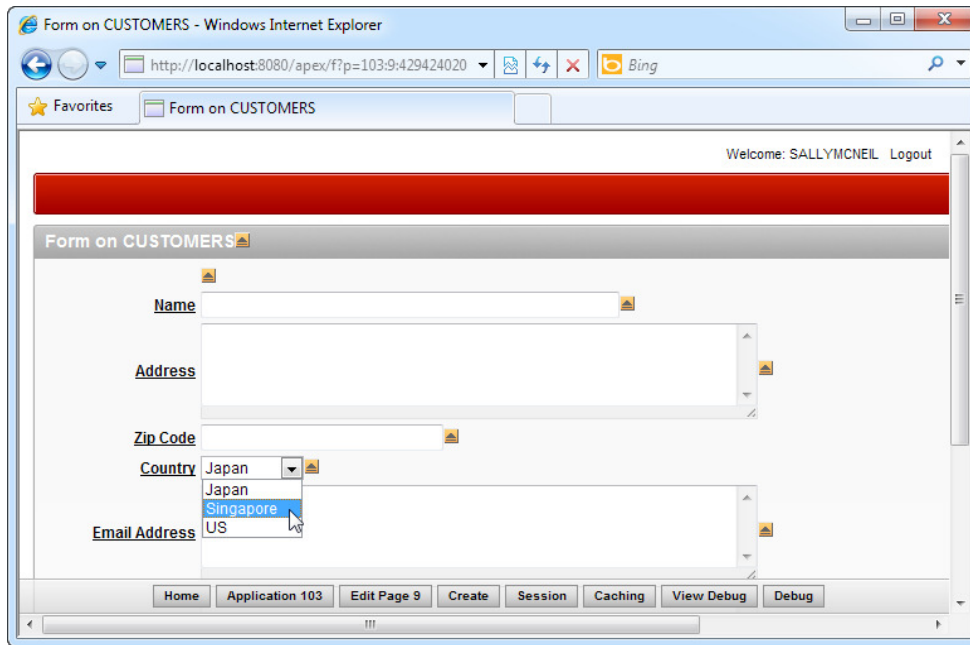 Form on CUSTOMERS - Windows Internet Explorer
http://localhost:8080/apex/f?p=103:9:429424020
Bing
Favorites
Form on CUSTOMERS
Welcome: SALLYMCNEIL Logout
Form on CUSTOMERS
Name
Address
Zip Code
Country Japan
Japan
Singapore
US
Email Address
Home Application 103 Edit Page 9 Create Session Caching View Debug Debug